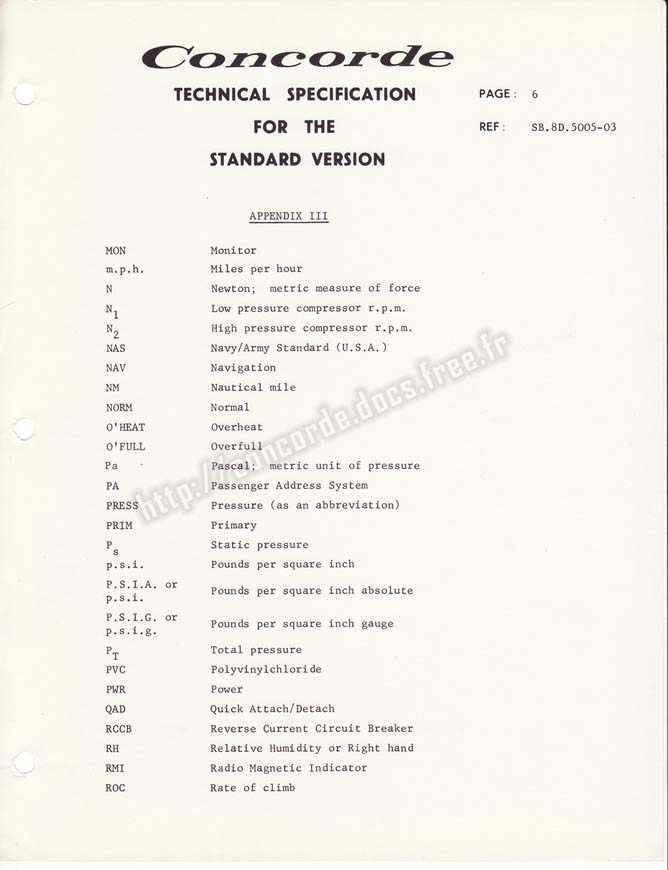 Concorde
TECHNICAL SPECIFICATION
FOR THE
STANDARD VERSION
PAGE: 6
REF: SB.8D.5005-03
APPENDIX III
MON Monitor
m.p.h. Miles per hour
N Newton; metric measure of force
N1 Low pressure compressor r.p.m.
N2 High pressure compressor r.p.m.
NAS Navy/Army Standard (U.S.A.)
NAV Navigation
NM Nautical mile
NORM Normal
O'HEAT Overheat
O'FULL Overfull
Pa Pascal; metric unit of pressure
PA Passenger Address System
PRESS Pressure (as an abbreviation)
PRIM Primary
Ps Static pressure
p.s.i. Pounds per square inch
P.S.I.A. or
p.s.i. Pounds per square inch absolute
P.S.I.G. or
p.s.i.g. Pounds per square inch gauge
PT Total pressure
PVC Polyvinylchloride
PWR Power
QAD Quick Attach/Detach
RCCB Reverse Current Circuit Breaker
RH Relative Humidity or Right hand
RMI Radio Magnetic Indicator
ROC Rate of climb
http://concorde.docs.free.fr